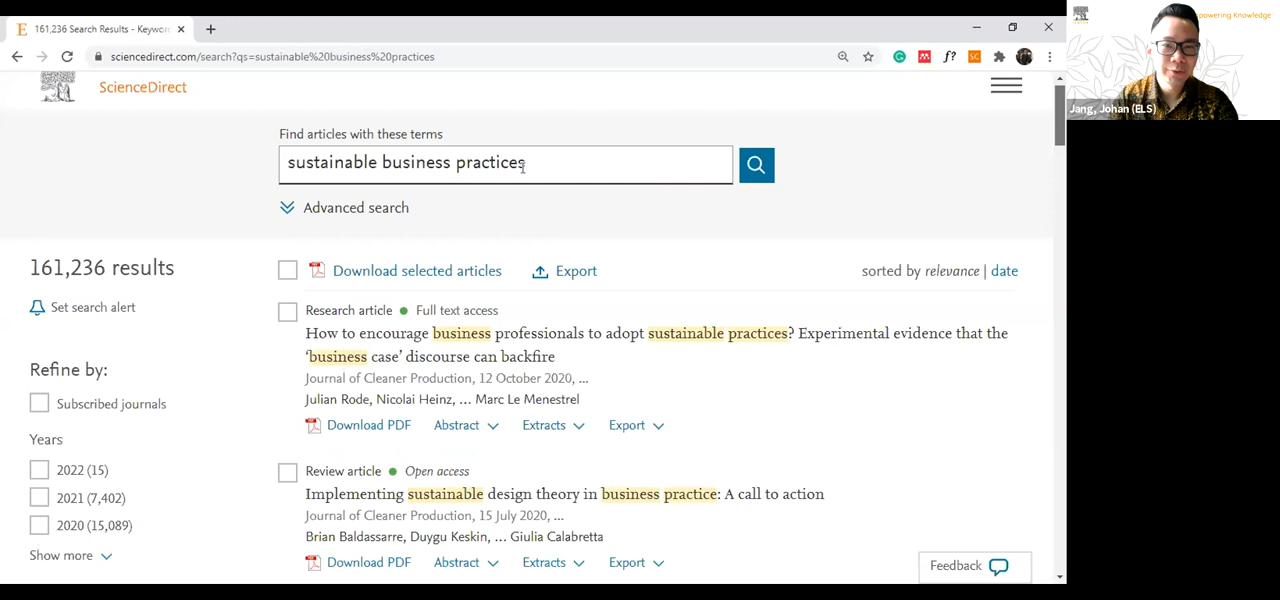 161,236 Search Results - Keywor
sciencedirect.com/search?qs=sustainable%20business%20practices
ScienceDirect
Find articles with these terms
sustainable business practices
Advanced search
161,236 results
Set search alert
Refine by:
Subscribed journals
Years
2022 (15)
2021 (7,402)
2020 (15,089)
Show more
Download selected articles
Export
sorted by relevance | date
Research article
Full text access
How to encourage business professionals to adopt sustainable practices? Experimental evidence that the
‘business case’ discourse can backfire
Journal of Cleaner Production, 12 October 2020, ...
Julian Rode, Nicolai Heinz, ... Marc Le Menestrel
Download PDF
Abstract
Extracts
Export
Review article
Open access
Implementing sustainable design theory in business practice: A call to action
Journal of Cleaner Production, 15 July 2020, ...
Brian Baldassarre, Duygu Keskin, ... Giulia Calabretta
Download PDF
Abstract
Extracts
Export
Feedback
Knowledge
Jang, Johan (ELS)